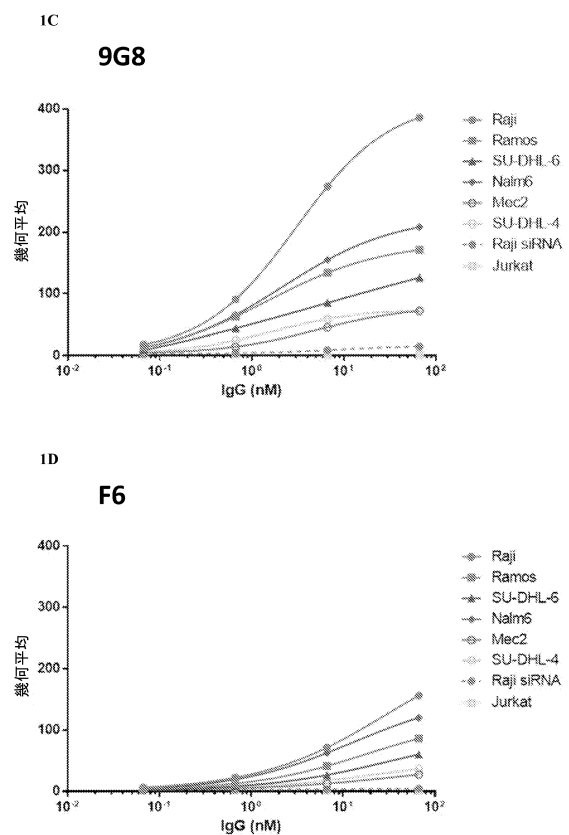 1C
9G8
400
300
200
100
0
幾何平均
10-2
10-1
100
101
102
IgG (nM)
Raji
Ramos
SU-DHL-6
Nalm6
Mec2
SU-DHL-4
Raji siRNA
Jurkat
1D
F6
400
300
200
100
0
幾何平均
10-2
10-1
100
101
102
IgG (nM)
Raji
Ramos
SU-DHL-6
Nalm6
Mec2
SU-DHL-4
Raji siRNA
Jurkat